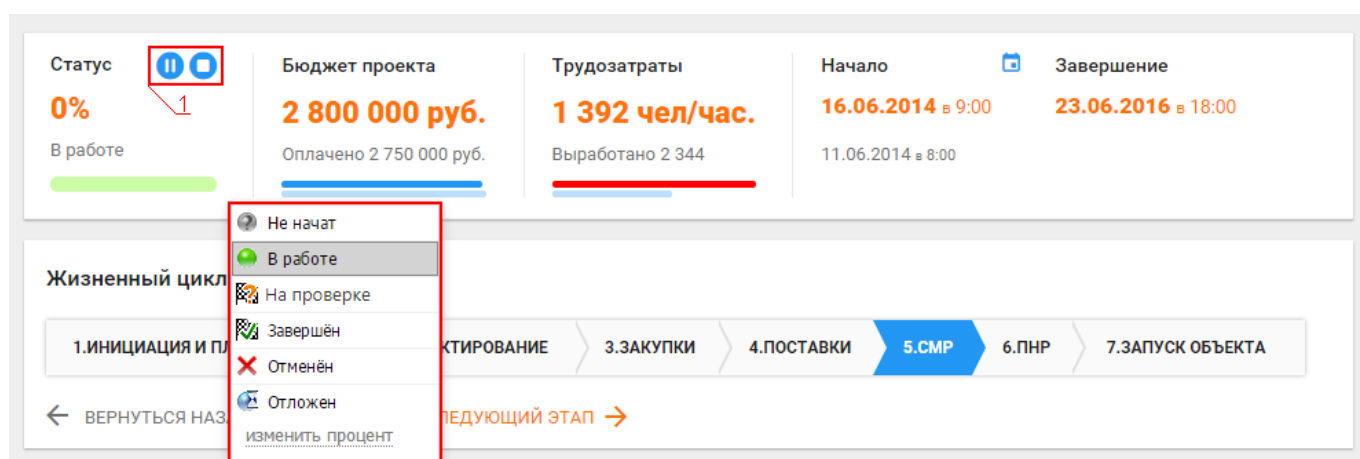 Статус
1
0%
В работе
Бюджет проекта
2 800 000 руб.
Оплачено 2 750 000 руб.
Трудозатраты
1 392 чел/час.
Выработано 2 344
Начало
16.06.2014 в 9:00
11.06.2014 в 8:00
Завершение
23.06.2016 в 18:00
Не начат
В работе
На проверке
Завершён
Отменён
Отложен
изменить процент
Жизненный цикл
1.ИНИЦИАЦИЯ И ПЛ
КТИРОВАНИЕ
3.ЗАКУПКИ
4.ПОСТАВКИ
5.СМР
6.ПНР
7.ЗАПУСК ОБЪЕКТА
ВЕРНУТЬСЯ НАЗА
ЛЕДУЮЩИЙ ЭТАП